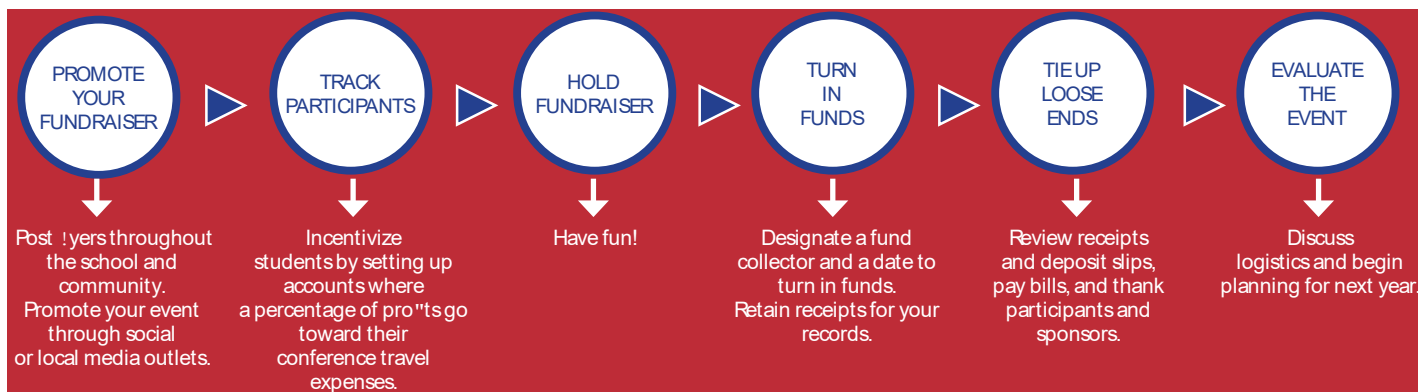 PROMOTE
YOUR
FUNDRAISER
TRACK
PARTICIPANTS
HOLD
FUNDRAISER
TURN
IN
FUNDS
TIE UP
LOOSE
ENDS
EVALUATE
THE
EVENT
Post !yers throughout
the school and
community.
Promote your event
through social
or local media outlets.
Incentivize
students by setting up
accounts where
a percentage of pro"ts go
toward their
conference travel
expenses.
Have fun!
Designate a fund
collector and a date to
turn in funds.
Retain receipts for your
records.
Review receipts
and deposit slips,
pay bills, and thank
participants and
sponsors.
Discuss
logistics and begin
planning for next year.